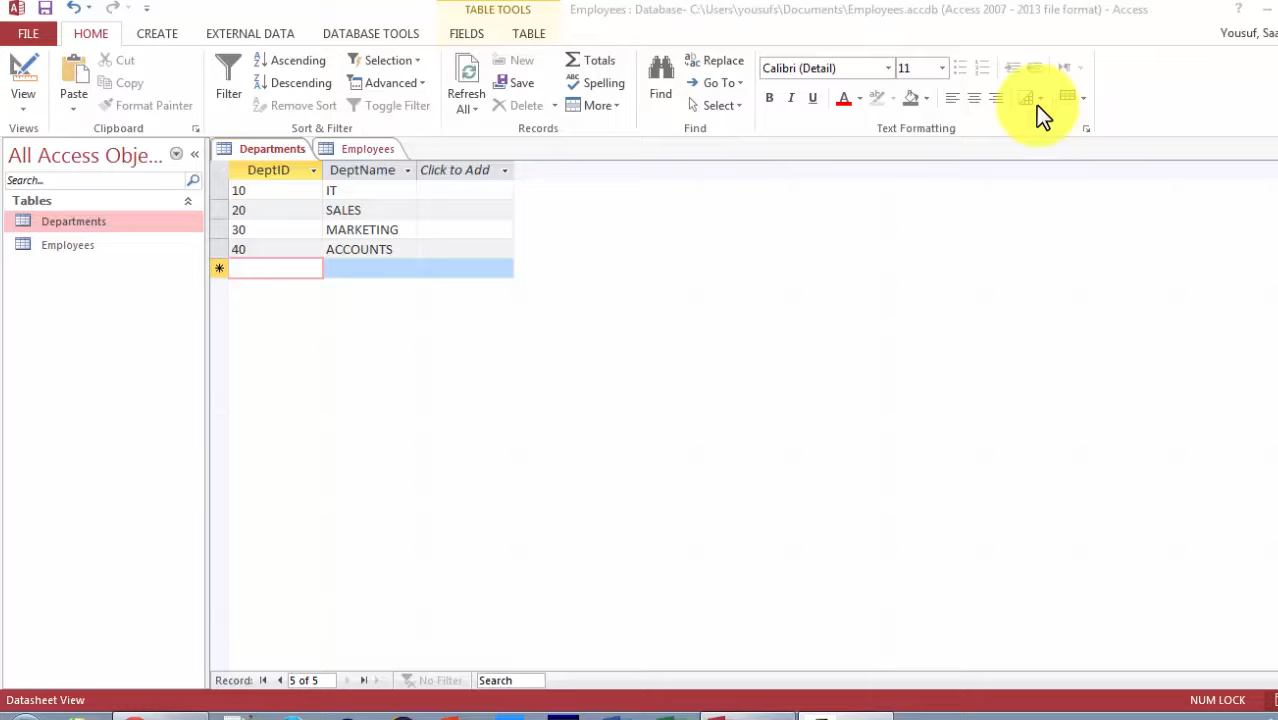 TABLE TOOLS
Employees : Database- C:\Users\yousufs\Documents\Employees.accdb (Access 2007 - 2013 file format) - Access
?
FILE HOME CREATE EXTERNAL DATA DATABASE TOOLS FIELDS TABLE
Yousuf, Saa
View
Views
Paste
Cut
Copy
Format Painter
Clipboard
Filter
Ascending
Descending
Remove Sort
Selection
Advanced
Toggle Filter
Sort & Filter
Refresh
All
New
Save
Delete
Totals
Spelling
More
Records
Find
Replace
Go To
Select
Find
Calibri (Detail) 11
B I U A
Text Formatting
All Access Obje...
Search...
Tables
Departments
Employees
Departments Employees
DeptID DeptName Click to Add
10 IT
20 SALES
30 MARKETING
40 ACCOUNTS
Record: 5 of 5 No Filter Search
Datasheet View
NUM LOCK